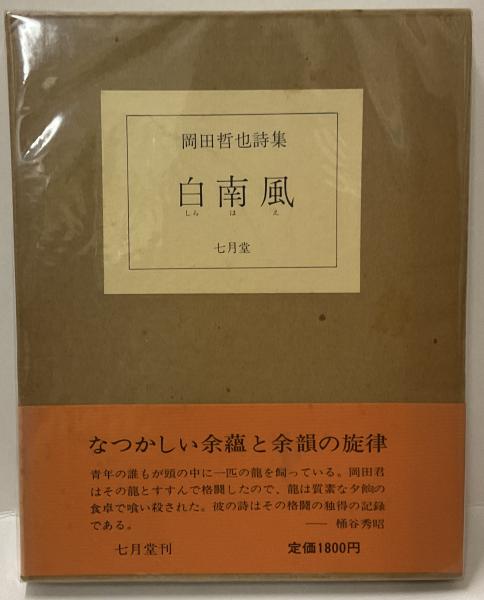 岡田哲也詩集
白南風
しらはえ
七月堂
なつかしい余蘊と余韻の旋律
青年の誰もが頭の中に一匹の龍を飼っている。岡田君
はその龍とすすんで格闘したので、龍は質素な夕餉の
食卓で喰い殺された。彼の詩はその格闘の独得の記録
である。 —— 桶谷秀昭
七月堂刊 定価1800円